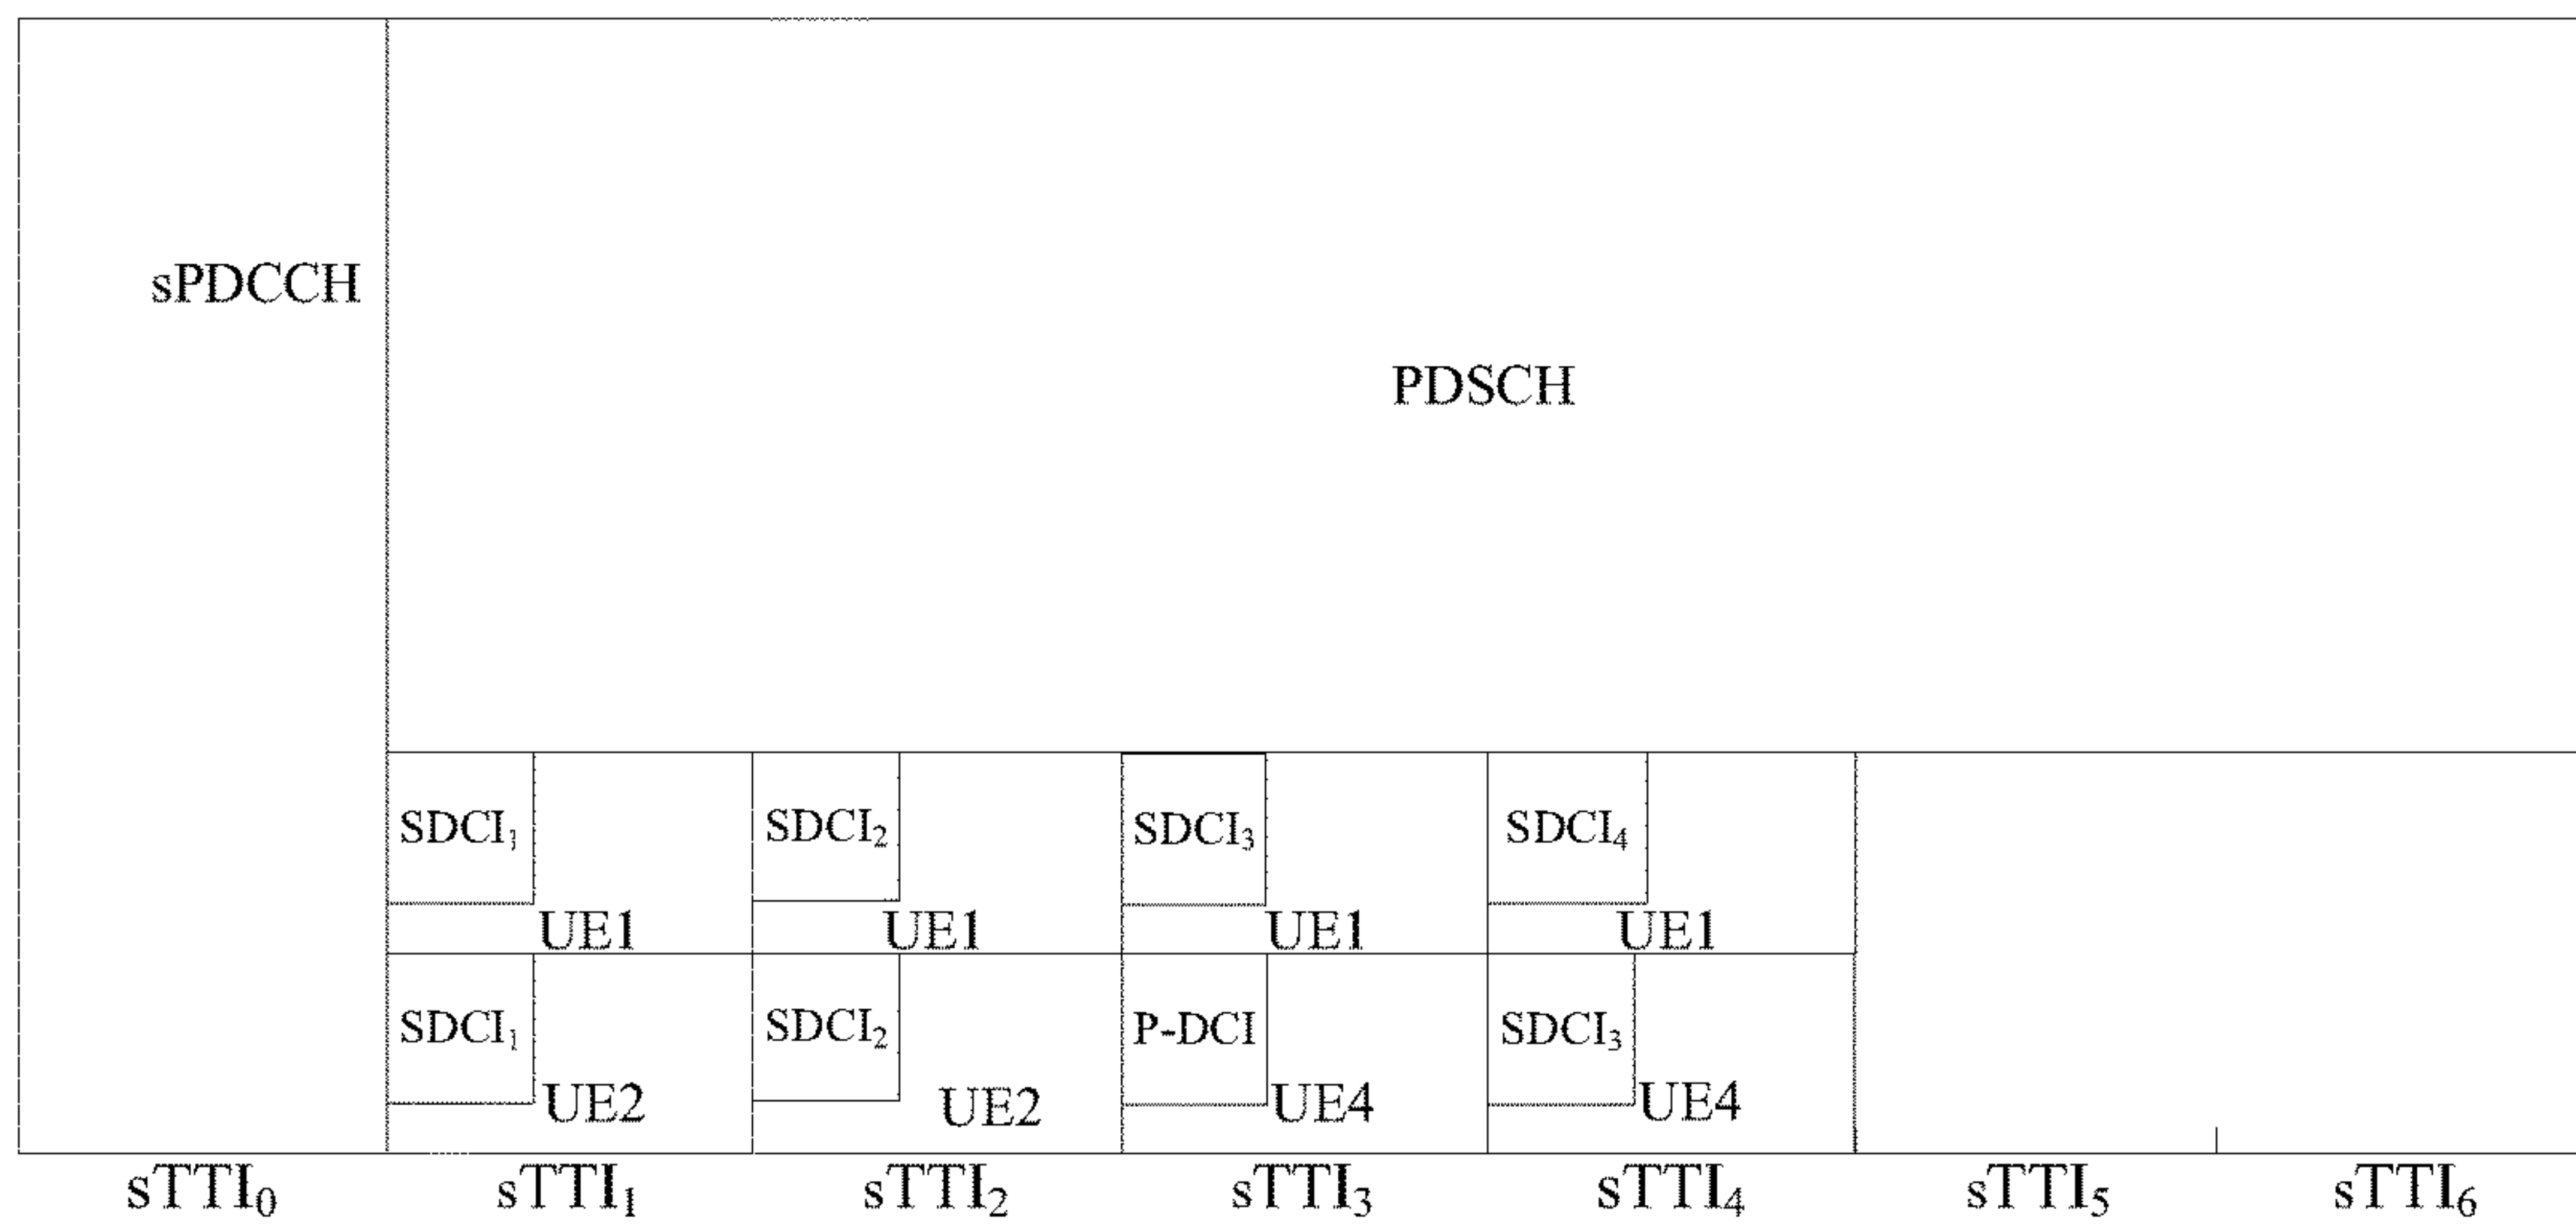 sPDCCH
PDSCH
SDCI₁ SDCI₂ SDCI₃ SDCI₄
UE1 UE1 UE1 UE1
SDCI₁ SDCI₂ P-DCI SDCI₃
UE2 UE2 UE4 UE4
sTTI₀ sTTI₁ sTTI₂ sTTI₃ sTTI₄ sTTI₅ sTTI₆